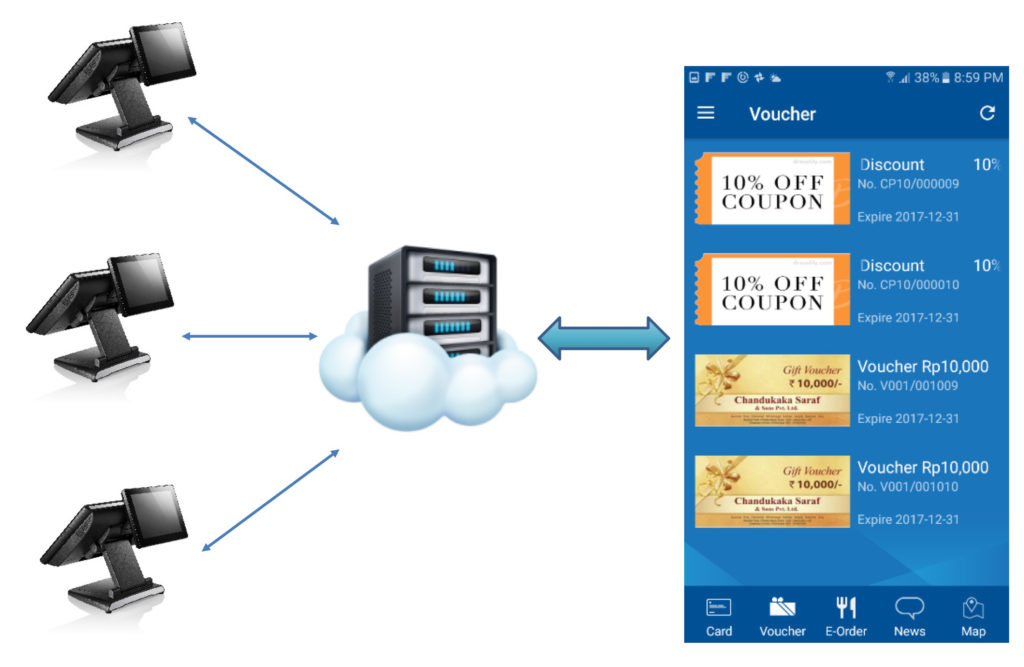 38% 8:59 PM
Voucher
10% OFF
COUPON
Discount 10%
No. CP10/000009
Expire 2017-12-31
10% OFF
COUPON
Discount 10%
No. CP10/000010
Expire 2017-12-31
Gift Voucher
₹ 10,000/-
Chandukaka Saraf
& Sons Pvt. Ltd.
Voucher Rp10,000
No. V001/001009
Expire 2017-12-31
Gift Voucher
₹ 10,000/-
Chandukaka Saraf
& Sons Pvt. Ltd.
Voucher Rp10,000
No. V001/001010
Expire 2017-12-31
Card Voucher E-Order News Map